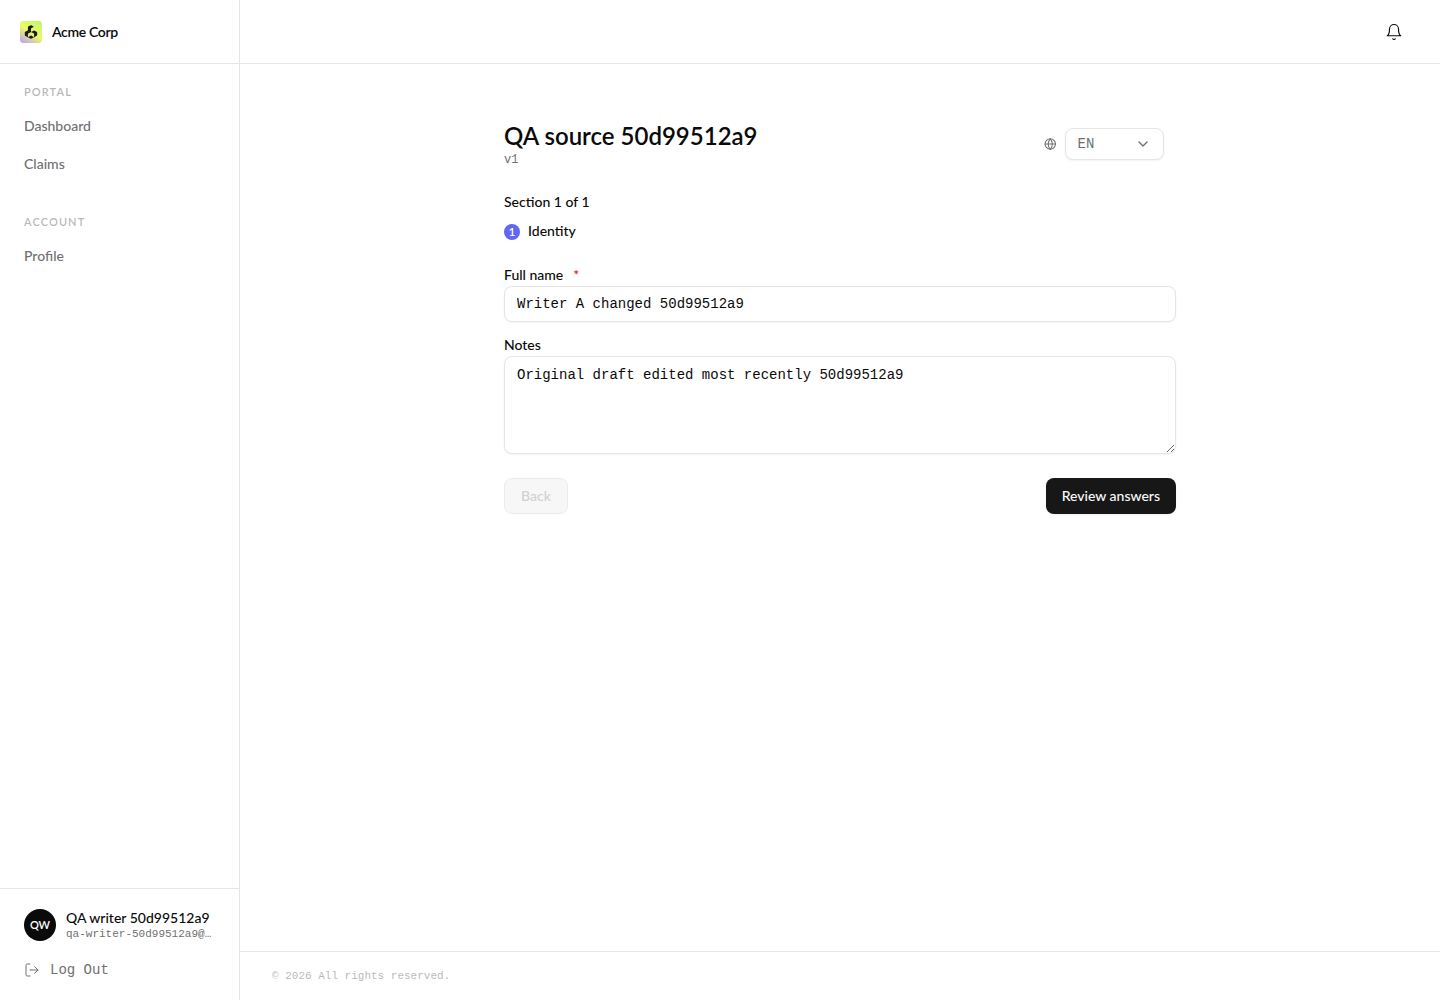 Acme Corp
PORTAL
Dashboard
Claims
ACCOUNT
Profile
QA source 50d99512a9
v1
EN
Section 1 of 1
1 Identity
Full name *
Writer A changed 50d99512a9
Notes
Original draft edited most recently 50d99512a9
Back
Review answers
QW
QA writer 50d99512a9
qa-writer-50d99512a9@…
Log Out
© 2026 All rights reserved.